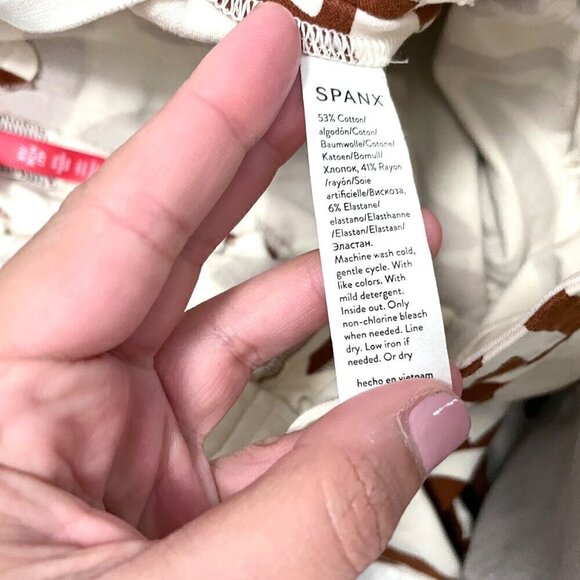 SPANX
53% Cotton/
algodón/Coton/
Baumwolle/Cotone/
Katoen/Bomull/
Хлопок, 41% Rayon
/rayón/Soie
artificielle/Вискоза,
6% Elastane/
elastano/Elasthanne
/Elastan/Elastaan/
Эластан.
Machine wash cold,
gentle cycle. With
like colors. With
mild detergent.
Inside out. Only
non-chlorine bleach
when needed. Line
dry. Low iron if
needed. Or dry
hecho en vietnam